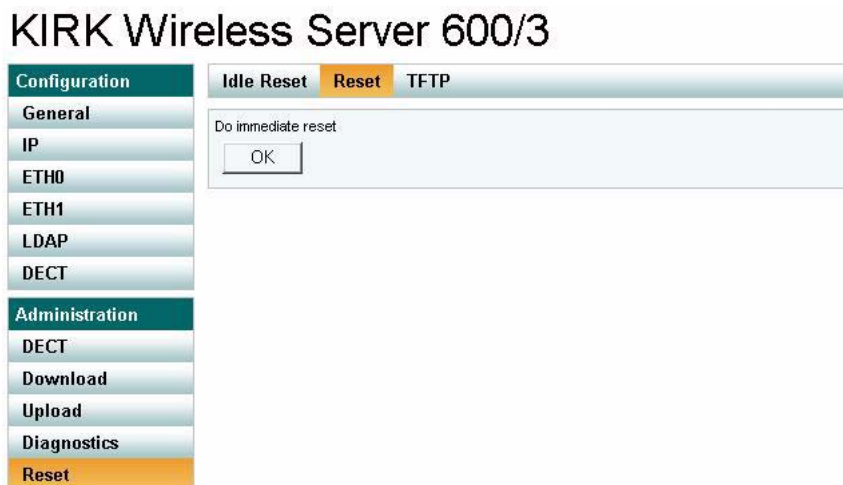 KIRK Wireless Server 600/3
Configuration
General
IP
ETH0
ETH1
LDAP
DECT
Administration
DECT
Download
Upload
Diagnostics
Reset
Idle Reset Reset TFTP
Do immediate reset
OK